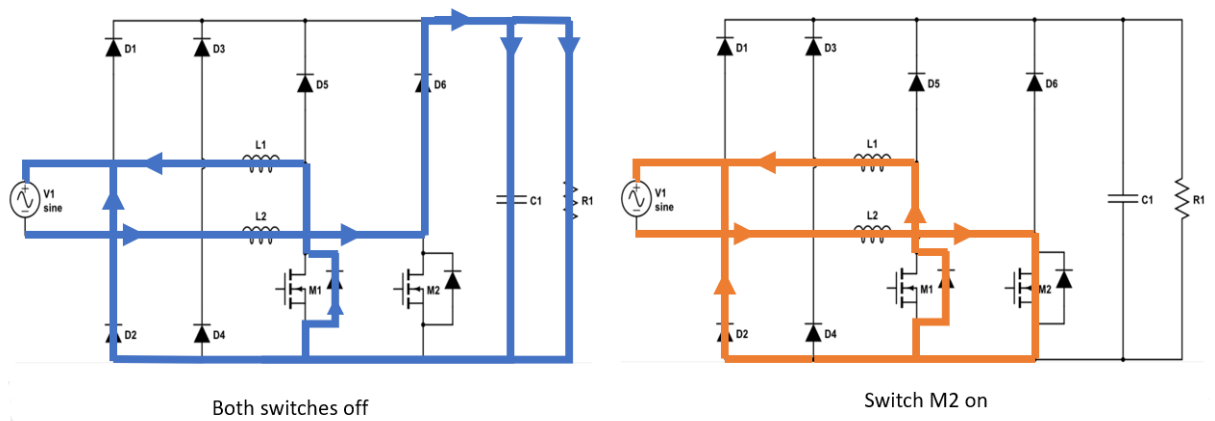 D1
D3
D5
D6
L1
V1
sine
L2
C1
R1
M1
M2
D2
D4
Both switches off
D1
D3
D5
D6
L1
V1
sine
L2
C1
R1
M1
M2
D2
D4
Switch M2 on